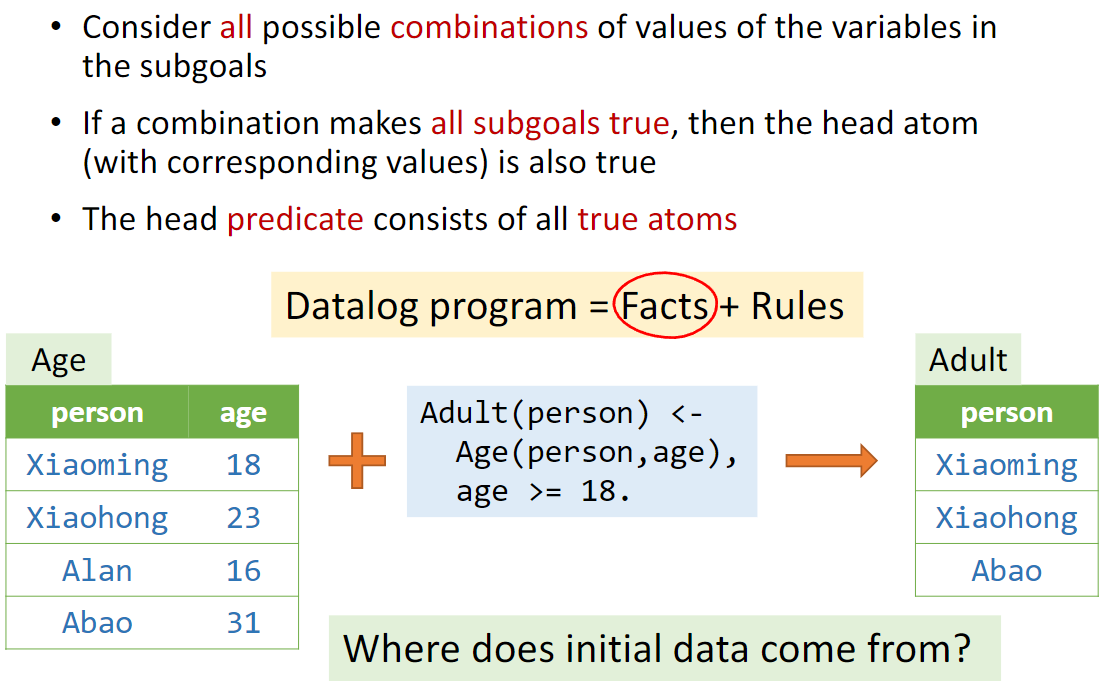 • Consider all possible combinations of values of the variables in
the subgoals
• If a combination makes all subgoals true, then the head atom
(with corresponding values) is also true
• The head predicate consists of all true atoms
Datalog program = Facts + Rules
Age
person age
Xiaoming 18
Xiaohong 23
Alan 16
Abao 31
Adult(person) <-
Age(person,age),
age >= 18.
Adult
person
Xiaoming
Xiaohong
Abao
Where does initial data come from?